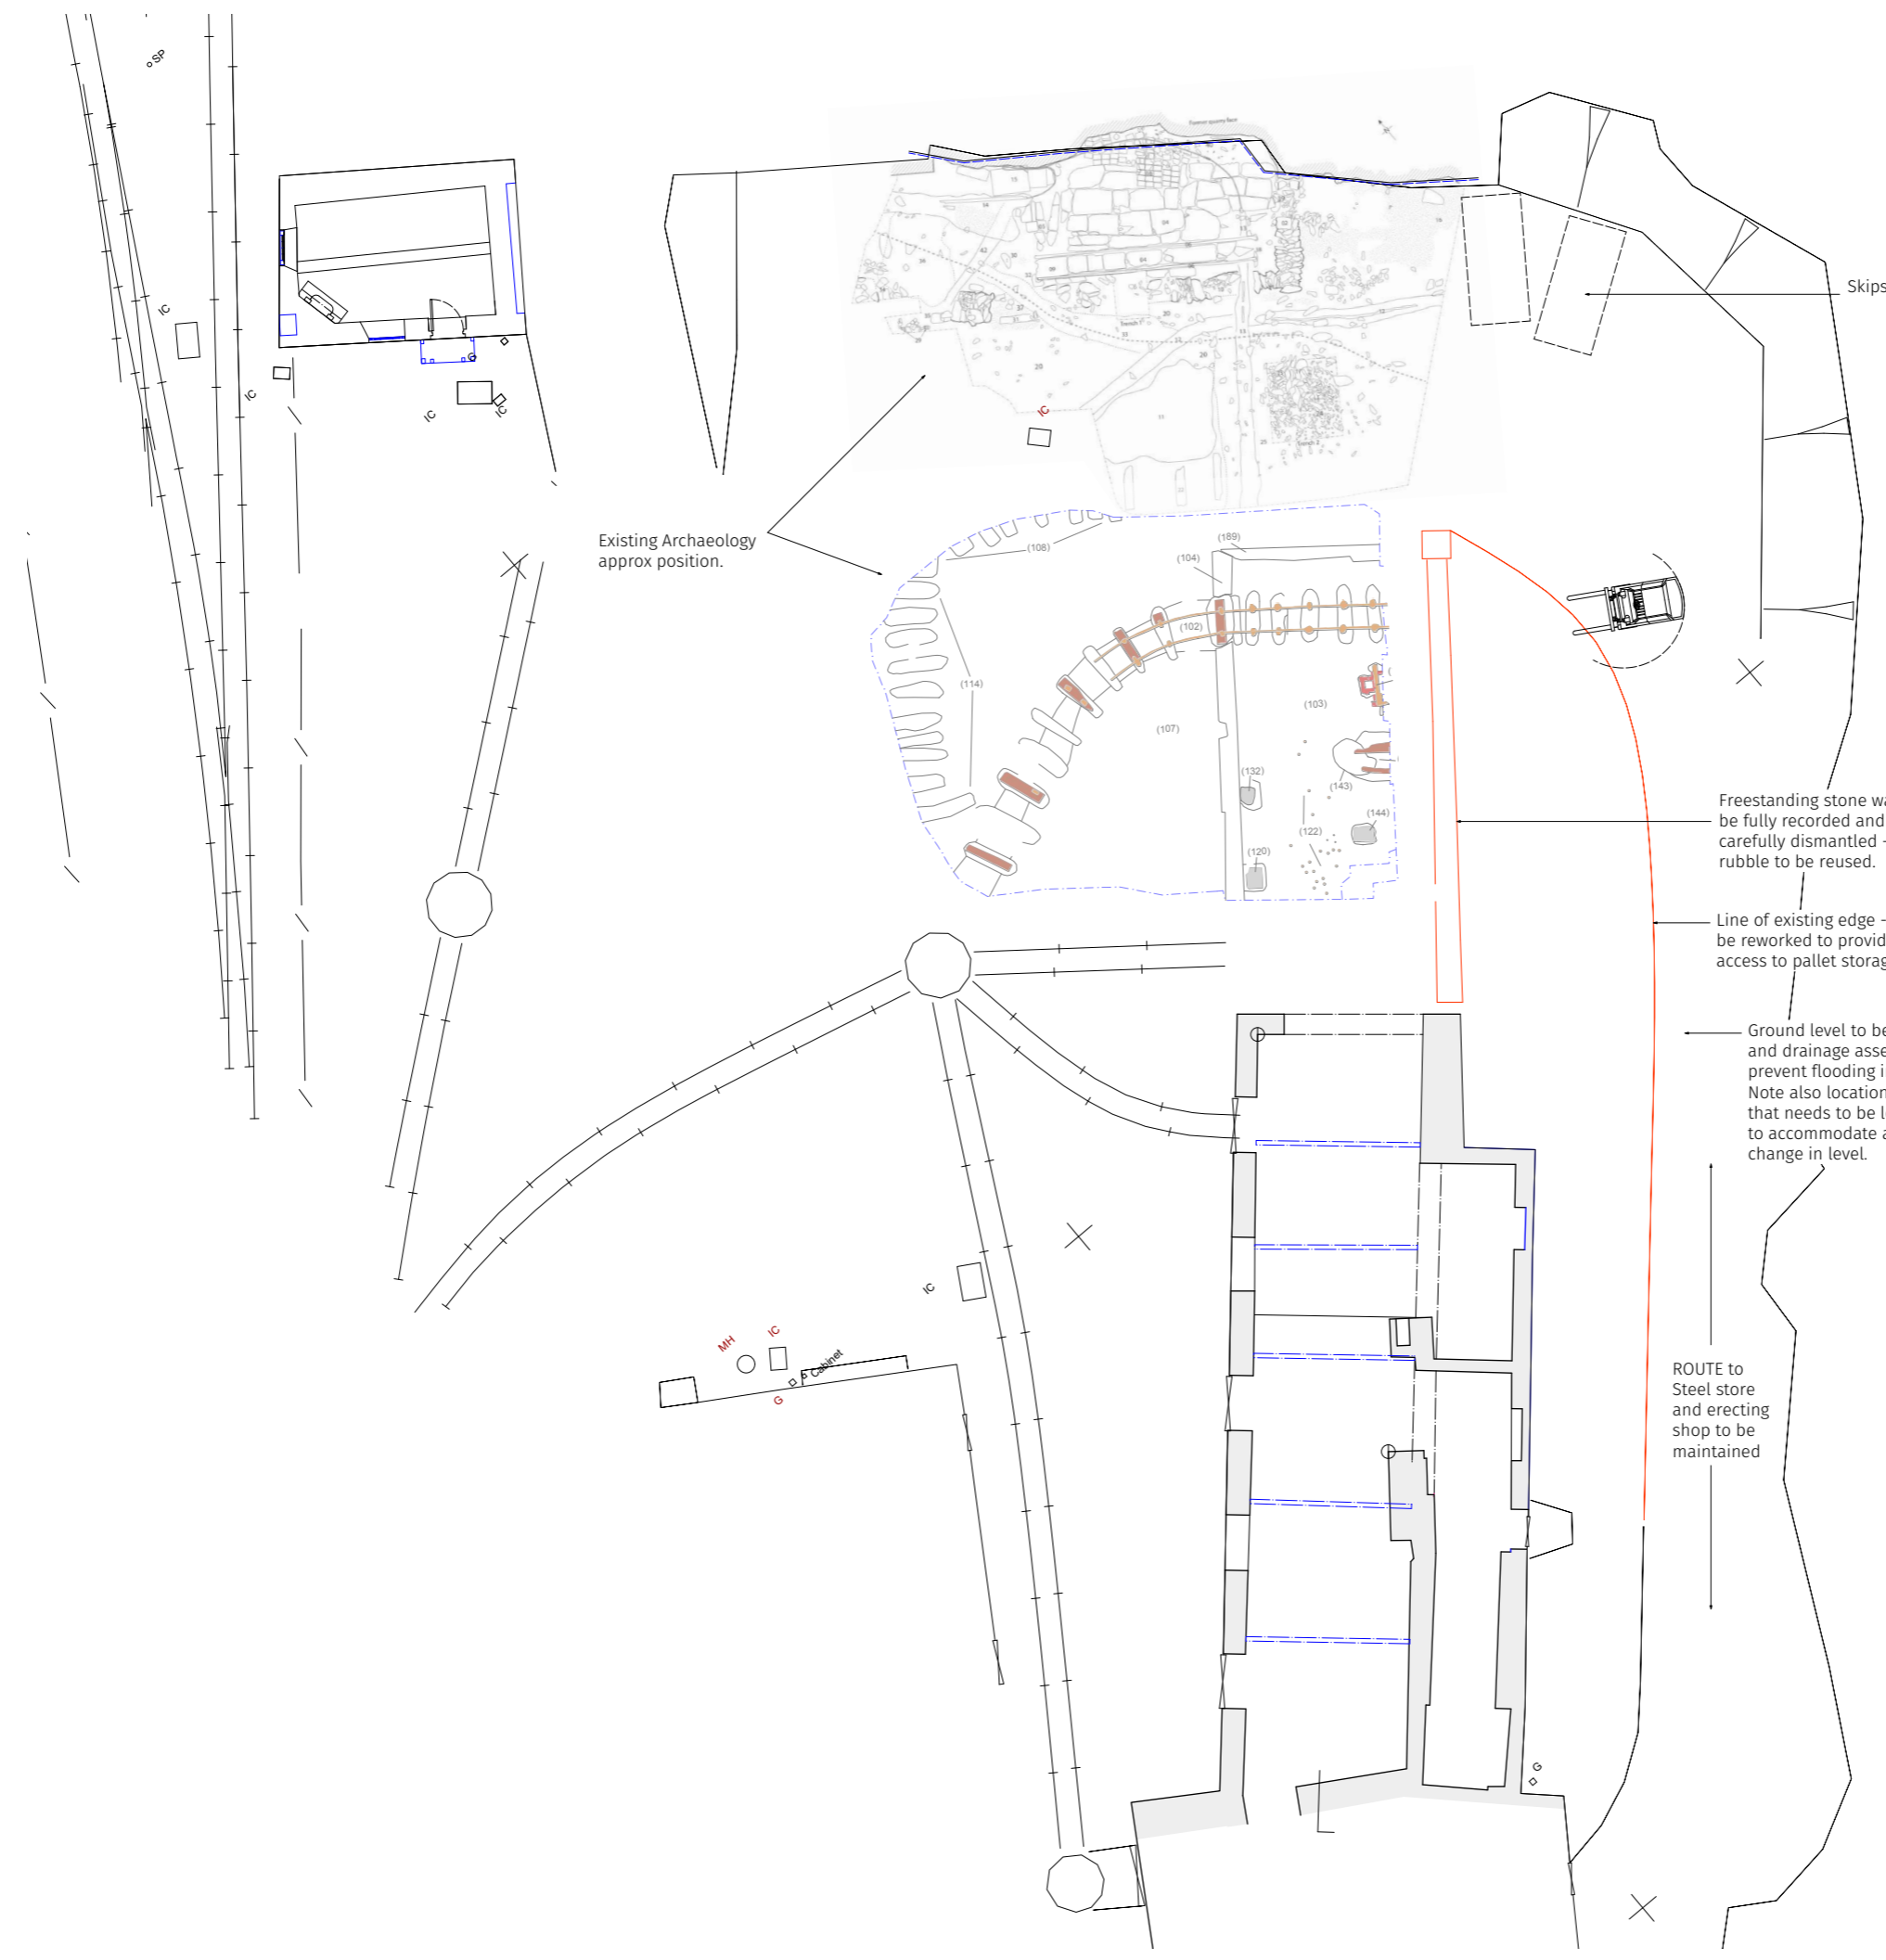 SP
IC
IC
IC
IC
G
Forrest quarry face
Skips
IC
Existing Archaeology
approx position.
(108)
(189)
(104)
(102)
(114)
(103)
(107)
(132)
(143)
(144)
(122)
(120)
Freestanding stone wa
be fully recorded and
carefully dismantled -
rubble to be reused.
Line of existing edge -
be reworked to provid
access to pallet storag
Ground level to be
and drainage asse
prevent flooding i
Note also location
that needs to be l
to accommodate a
change in level.
IC
MH
IC
Cabinet
G
ROUTE to
Steel store
and erecting
shop to be
maintained
G